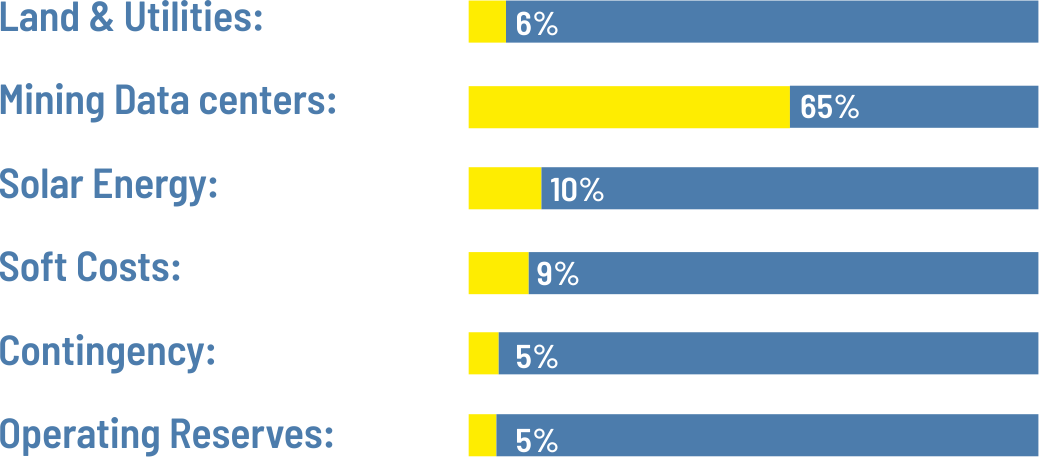 Land & Utilities: 6%
Mining Data centers: 65%
Solar Energy: 10%
Soft Costs: 9%
Contingency: 5%
Operating Reserves: 5%